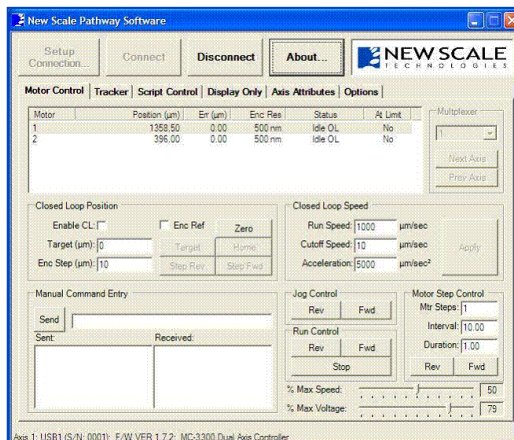 New Scale Pathway Software
Setup Connection... Connect Disconnect About... NEW SCALE TECHNOLOGIES
Motor Control Tracker Script Control Display Only Axis Attributes Options
Motor Position (µm) Err (µm) Enc Res Status At Limit
1 1358.50 0.00 500 nm Idle OL No
2 396.00 0.00 500 nm Idle OL No
Multiplexer
1
Next Axis
Prev Axis
Closed Loop Position
Enable CL: Enc Ref Zero
Target (µm): 0 Target Home
Enc Step (µm): 10 Step Rev Step Fwd
Closed Loop Speed
Run Speed: 1000 µm/sec
Cutoff Speed: 10 µm/sec
Acceleration: 5000 µm/sec²
Apply
Manual Command Entry
Send
Sent: Received:
Jog Control
Rev Fwd
Run Control
Rev Fwd
Stop
Motor Step Control
Mtr Steps: 1
Interval: 10.00
Duration: 1.00
Rev Fwd
% Max Speed: 50
% Max Voltage: 79
Axis 1: USB1 (S/N: 0001); F/W VER 1.7.2; MC-3300 Dual Axis Controller